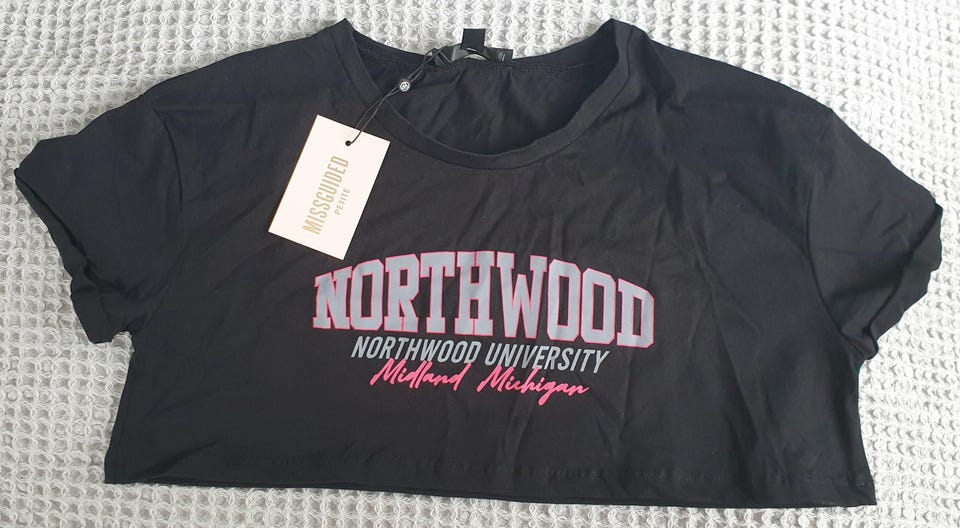 MISSGUIDED
PETITE
NORTHWOOD
NORTHWOOD UNIVERSITY
Midland Michigan